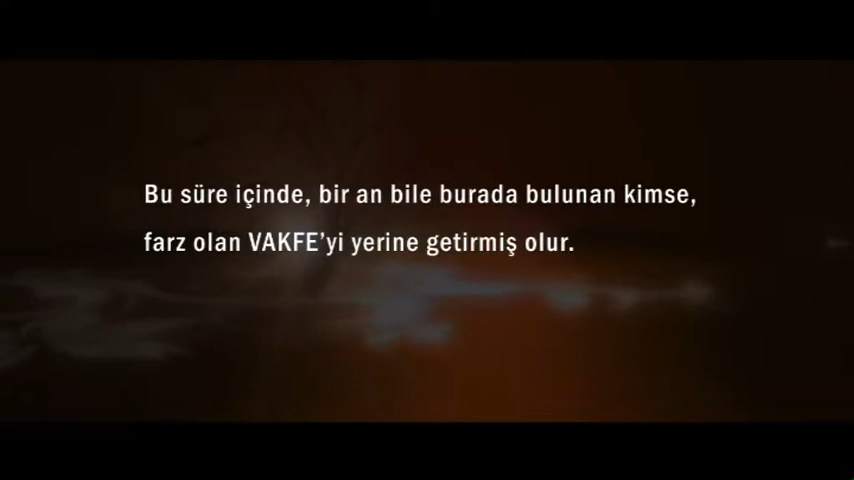 Bu süre içinde, bir an bile burada bulunan kimse,
farz olan VAKFE'yi yerine getirmiş olur.